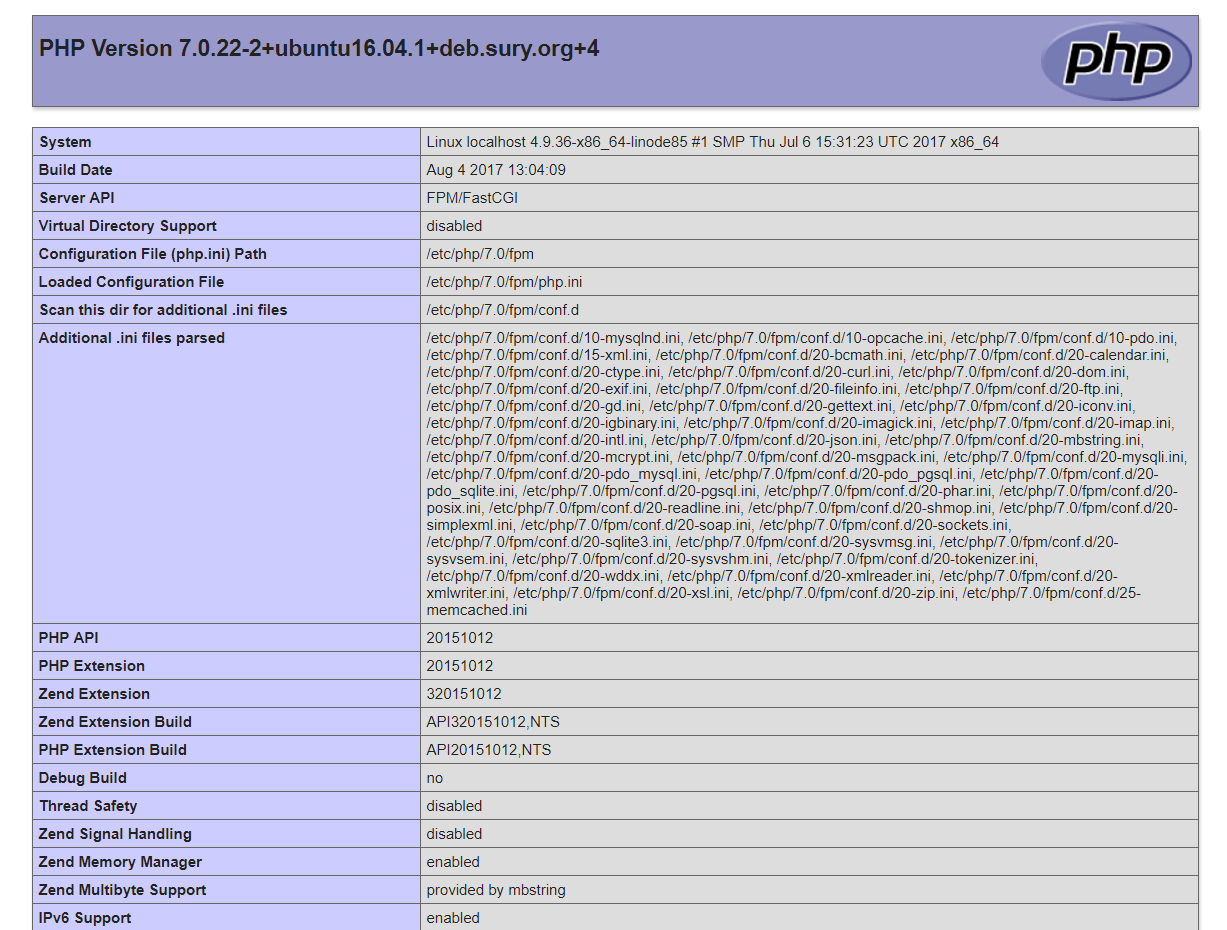 PHP Version 7.0.22-2+ubuntu16.04.1+deb.sury.org+4
php
System
Linux localhost 4.9.36-x86_64-linode85 #1 SMP Thu Jul 6 15:31:23 UTC 2017 x86_64
Build Date
Aug 4 2017 13:04:09
Server API
FPM/FastCGI
Virtual Directory Support
disabled
Configuration File (php.ini) Path
/etc/php/7.0/fpm
Loaded Configuration File
/etc/php/7.0/fpm/php.ini
Scan this dir for additional .ini files
/etc/php/7.0/fpm/conf.d
Additional .ini files parsed
/etc/php/7.0/fpm/conf.d/10-mysqlnd.ini, /etc/php/7.0/fpm/conf.d/10-opcache.ini, /etc/php/7.0/fpm/conf.d/10-pdo.ini,
/etc/php/7.0/fpm/conf.d/15-xml.ini, /etc/php/7.0/fpm/conf.d/20-bcmath.ini, /etc/php/7.0/fpm/conf.d/20-calendar.ini,
/etc/php/7.0/fpm/conf.d/20-ctype.ini, /etc/php/7.0/fpm/conf.d/20-curl.ini, /etc/php/7.0/fpm/conf.d/20-dom.ini,
/etc/php/7.0/fpm/conf.d/20-exif.ini, /etc/php/7.0/fpm/conf.d/20-fileinfo.ini, /etc/php/7.0/fpm/conf.d/20-ftp.ini,
/etc/php/7.0/fpm/conf.d/20-gd.ini, /etc/php/7.0/fpm/conf.d/20-gettext.ini, /etc/php/7.0/fpm/conf.d/20-iconv.ini,
/etc/php/7.0/fpm/conf.d/20-igbinary.ini, /etc/php/7.0/fpm/conf.d/20-imagick.ini, /etc/php/7.0/fpm/conf.d/20-imap.ini,
/etc/php/7.0/fpm/conf.d/20-intl.ini, /etc/php/7.0/fpm/conf.d/20-json.ini, /etc/php/7.0/fpm/conf.d/20-mbstring.ini,
/etc/php/7.0/fpm/conf.d/20-mcrypt.ini, /etc/php/7.0/fpm/conf.d/20-msgpack.ini, /etc/php/7.0/fpm/conf.d/20-mysqli.ini,
/etc/php/7.0/fpm/conf.d/20-pdo_mysql.ini, /etc/php/7.0/fpm/conf.d/20-pdo_pgsql.ini, /etc/php/7.0/fpm/conf.d/20-
pdo_sqlite.ini, /etc/php/7.0/fpm/conf.d/20-pgsql.ini, /etc/php/7.0/fpm/conf.d/20-phar.ini, /etc/php/7.0/fpm/conf.d/20-
posix.ini, /etc/php/7.0/fpm/conf.d/20-readline.ini, /etc/php/7.0/fpm/conf.d/20-shmop.ini, /etc/php/7.0/fpm/conf.d/20-
simplexml.ini, /etc/php/7.0/fpm/conf.d/20-soap.ini, /etc/php/7.0/fpm/conf.d/20-sockets.ini,
/etc/php/7.0/fpm/conf.d/20-sqlite3.ini, /etc/php/7.0/fpm/conf.d/20-sysvmsg.ini, /etc/php/7.0/fpm/conf.d/20-
sysvsem.ini, /etc/php/7.0/fpm/conf.d/20-sysvshm.ini, /etc/php/7.0/fpm/conf.d/20-tokenizer.ini,
/etc/php/7.0/fpm/conf.d/20-wddx.ini, /etc/php/7.0/fpm/conf.d/20-xmlreader.ini, /etc/php/7.0/fpm/conf.d/20-
xmlwriter.ini, /etc/php/7.0/fpm/conf.d/20-xsl.ini, /etc/php/7.0/fpm/conf.d/20-zip.ini, /etc/php/7.0/fpm/conf.d/25-
memcached.ini
PHP API
20151012
PHP Extension
20151012
Zend Extension
320151012
Zend Extension Build
API320151012,NTS
PHP Extension Build
API20151012,NTS
Debug Build
no
Thread Safety
disabled
Zend Signal Handling
disabled
Zend Memory Manager
enabled
Zend Multibyte Support
provided by mbstring
IPv6 Support
enabled